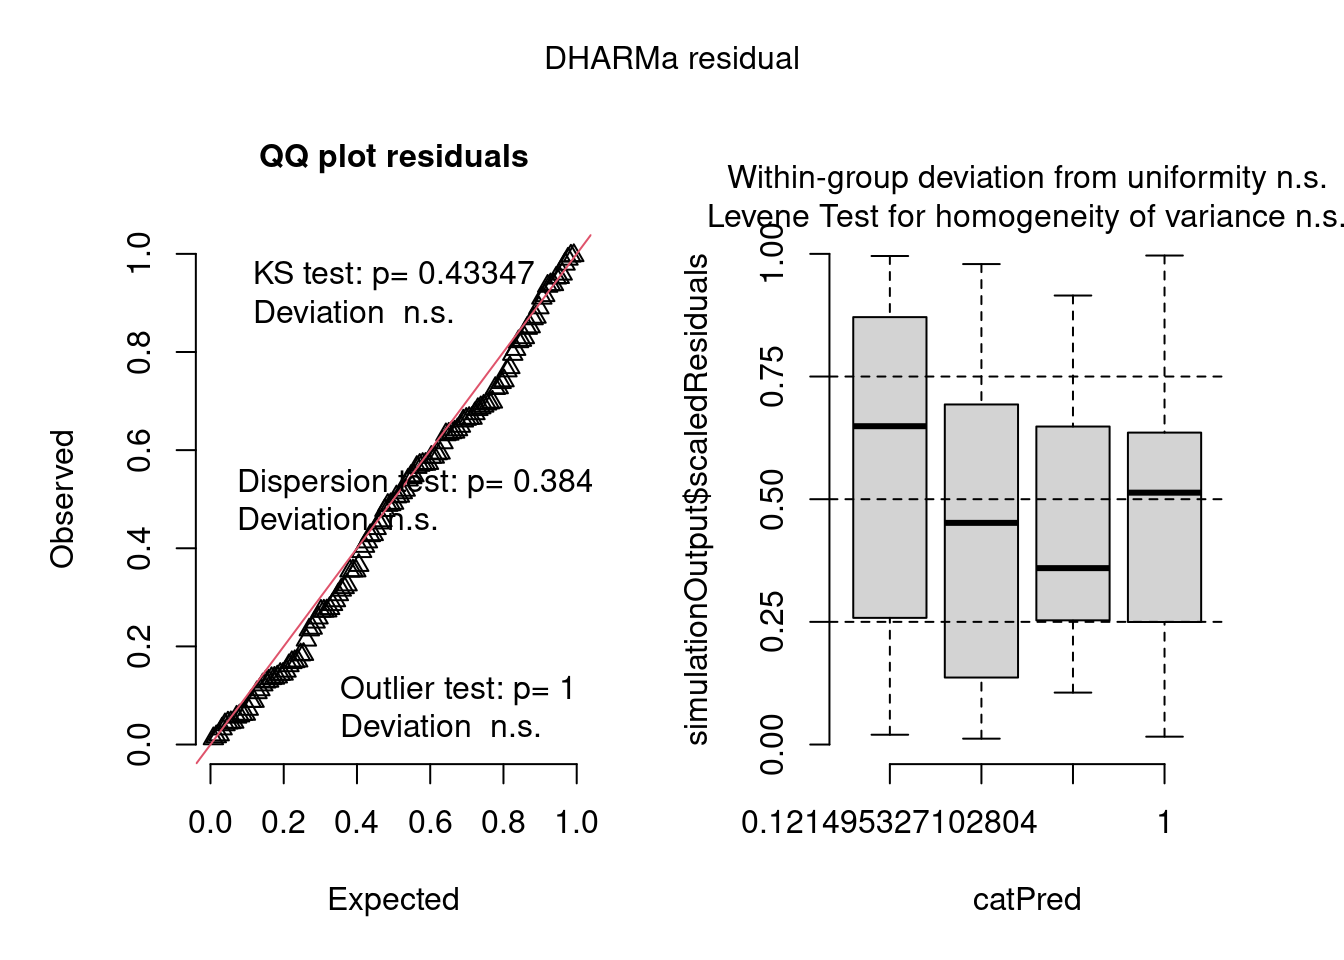 DHARMa residual
QQ plot residuals
KS test: p= 0.43347
Deviation  n.s.
Dispersion test: p= 0.384
Deviation  n.s.
Outlier test: p= 1
Deviation  n.s.
Observed
0.0 0.2 0.4 0.6 0.8 1.0
0.0 0.2 0.4 0.6 0.8 1.0
Expected
Within-group deviation from uniformity n.s.
Levene Test for homogeneity of variance n.s.
simulationOutput$scaledResiduals
0.00 0.25 0.50 0.75 1.00
0.121495327102804 1
catPred